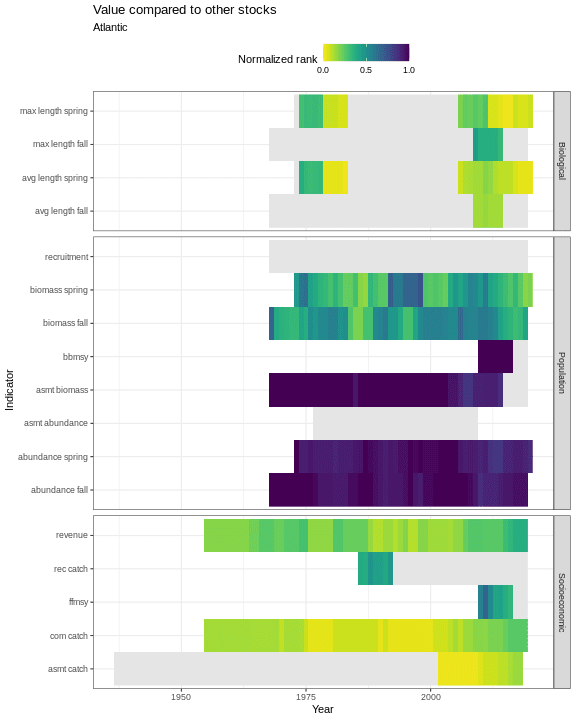 Value compared to other stocks
Atlantic
Normalized rank
0.0 0.5 1.0
max length spring
max length fall
avg length spring
avg length fall
Biological
recruitment
biomass spring
biomass fall
bbmsy
asmt biomass
asmt abundance
abundance spring
abundance fall
Population
revenue
rec catch
ffmsy
com catch
asmt catch
Socioeconomic
Indicator
1950 1975 2000
Year